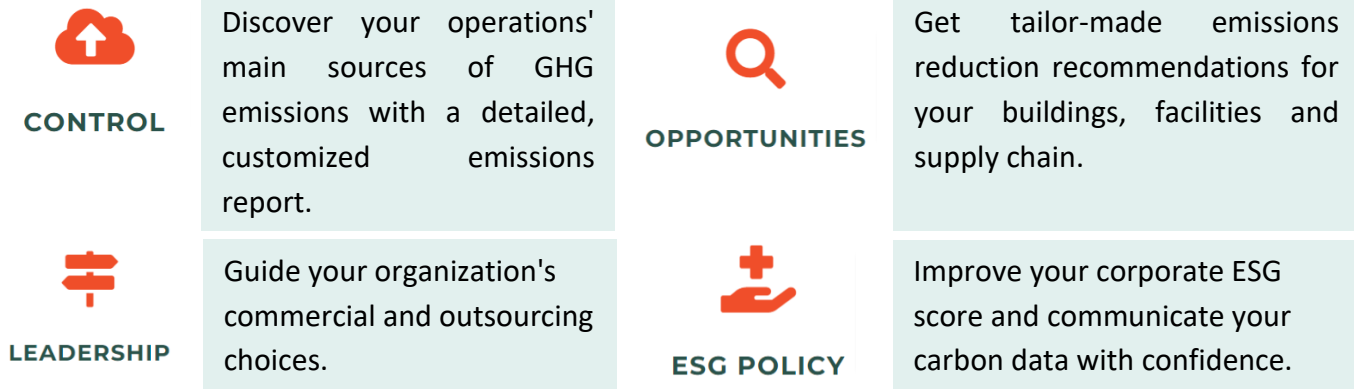 CONTROL
Discover your operations'
main sources of GHG
emissions with a detailed,
customized emissions
report.
OPPORTUNITIES
Get tailor-made emissions
reduction recommendations for
your buildings, facilities and
supply chain.
LEADERSHIP
Guide your organization's
commercial and outsourcing
choices.
ESG POLICY
Improve your corporate ESG
score and communicate your
carbon data with confidence.